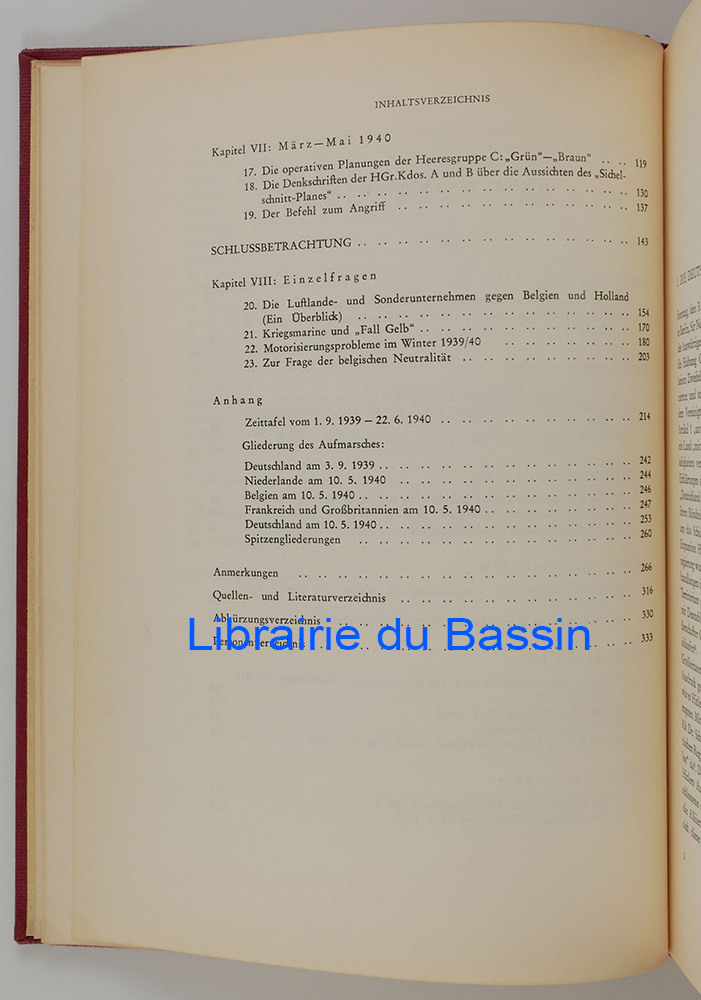 INHALTSVERZEICHNIS
Kapitel VII: März—Mai 1940
17. Die operativen Planungen der Heeresgruppe C: „Grün“—„Braun“ .. .. 119
18. Die Denkschriften der HGr.Kdos. A und B über die Aussichten des „Sichel-
schnitt-Planes“ .. .. .. .. .. .. .. .. .. .. .. .. .. .. 130
19. Der Befehl zum Angriff .. .. .. .. .. .. .. .. .. .. .. .. 137
SCHLUSSBETRACHTUNG .. .. .. .. .. .. .. .. .. .. .. .. .. .. 143
Kapitel VIII: Einzelfragen
20. Die Luftlande- und Sonderunternehmen gegen Belgien und Holland
(Ein Überblick) .. .. .. .. .. .. .. .. .. .. .. .. .. .. 154
21. Kriegsmarine und „Fall Gelb“ .. .. .. .. .. .. .. .. .. .. .. 170
22. Motorisierungsprobleme im Winter 1939/40 .. .. .. .. .. .. .. 180
23. Zur Frage der belgischen Neutralität .. .. .. .. .. .. .. .. .. 203
Anhang
Zeittafel vom 1. 9. 1939 — 22. 6. 1940 .. .. .. .. .. .. .. .. .. 214
Gliederung des Aufmarsches:
Deutschland am 3. 9. 1939 .. .. .. .. .. .. .. .. .. .. .. .. 242
Niederlande am 10. 5. 1940 .. .. .. .. .. .. .. .. .. .. .. 244
Belgien am 10. 5. 1940 .. .. .. .. .. .. .. .. .. .. .. .. .. 246
Frankreich und Großbritannien am 10. 5. 1940 .. .. .. .. .. .. .. 247
Deutschland am 10. 5. 1940 .. .. .. .. .. .. .. .. .. .. .. .. 253
Spitzengliederungen .. .. .. .. .. .. .. .. .. .. .. .. .. 260
Anmerkungen .. .. .. .. .. .. .. .. .. .. .. .. .. .. .. 266
Quellen- und Literaturverzeichnis .. .. .. .. .. .. .. .. .. .. .. 316
Abkürzungsverzeichnis .. .. .. .. .. .. .. .. .. .. .. .. .. 330
Librairie du Bassin
Personenverzeichnis .. .. .. .. .. .. .. .. .. .. .. .. .. .. 333